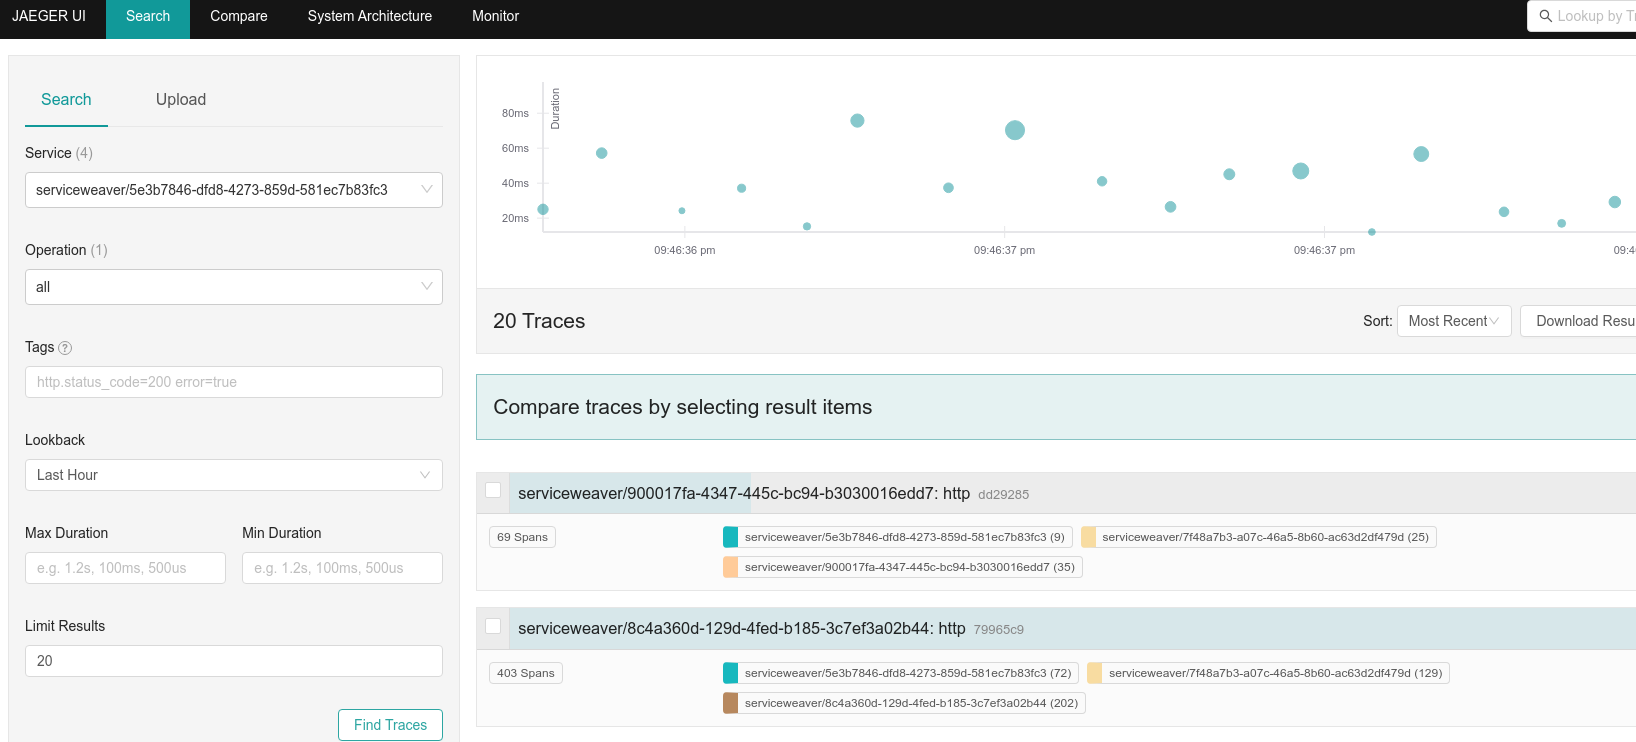 JAEGER UI Search Compare System Architecture Monitor Lookup by Tr
Search Upload
Service (4)
serviceweaver/5e3b7846-dfd8-4273-859d-581ec7b83fc3
Operation (1)
all
Tags ?
http.status_code=200 error=true
Lookback
Last Hour
Max Duration Min Duration
e.g. 1.2s, 100ms, 500us e.g. 1.2s, 100ms, 500us
Limit Results
20
Find Traces
Duration
80ms
60ms
40ms
20ms
09:46:36 pm 09:46:37 pm 09:46:37 pm 09:4
20 Traces Sort: Most Recent Download Resu
Compare traces by selecting result items
serviceweaver/900017fa-4347-445c-bc94-b3030016edd7: http dd29285
69 Spans serviceweaver/5e3b7846-dfd8-4273-859d-581ec7b83fc3 (9) serviceweaver/7f48a7b3-a07c-46a5-8b60-ac63d2df479d (25)
serviceweaver/900017fa-4347-445c-bc94-b3030016edd7 (35)
serviceweaver/8c4a360d-129d-4fed-b185-3c7ef3a02b44: http 79965c9
403 Spans serviceweaver/5e3b7846-dfd8-4273-859d-581ec7b83fc3 (72) serviceweaver/7f48a7b3-a07c-46a5-8b60-ac63d2df479d (129)
serviceweaver/8c4a360d-129d-4fed-b185-3c7ef3a02b44 (202)